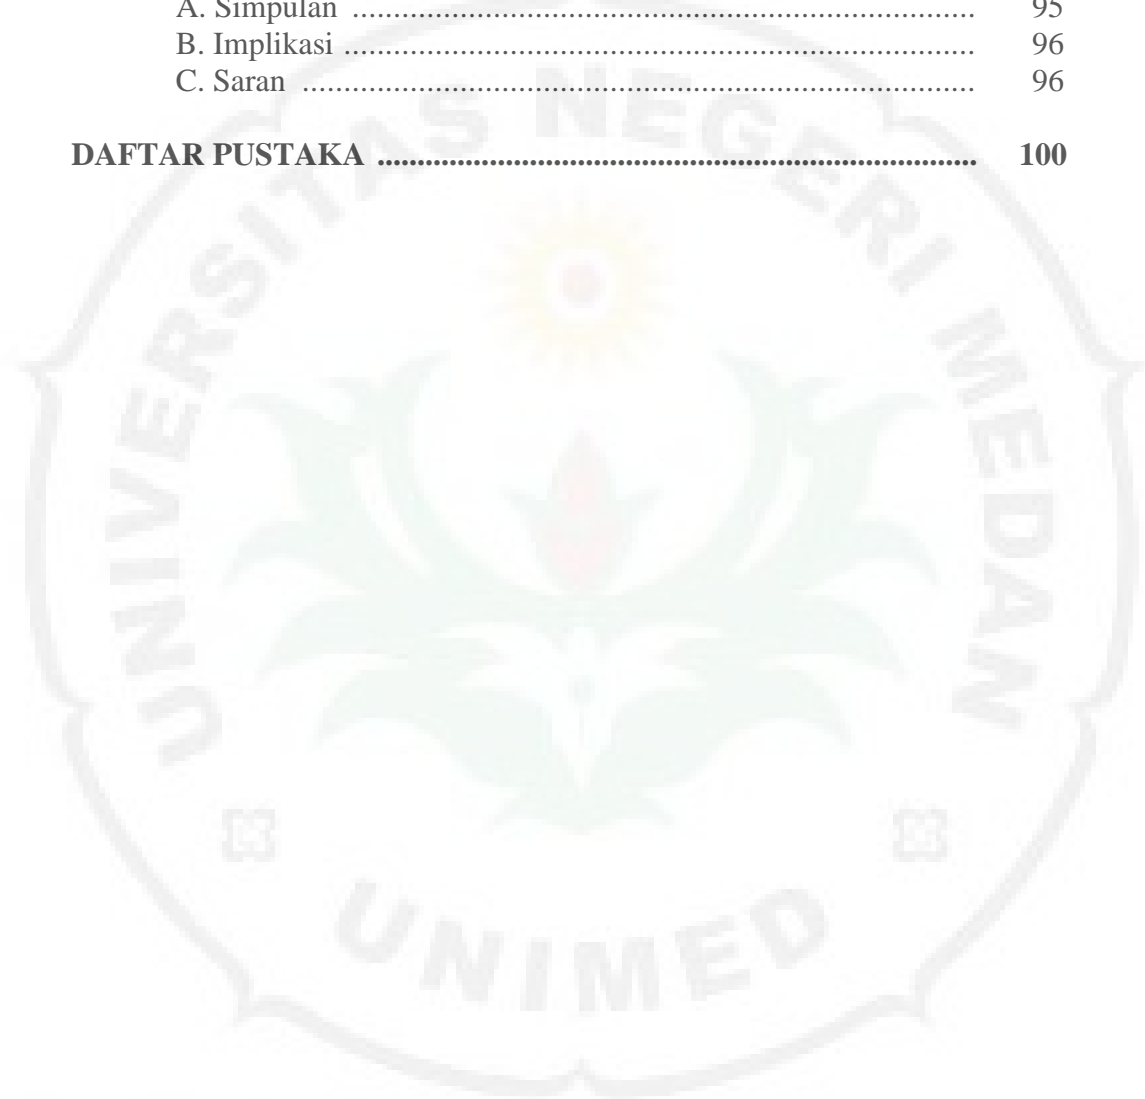 A. Simpulan ............................................................................ 95
B. Implikasi ............................................................................. 96
C. Saran .................................................................................. 96
DAFTAR PUSTAKA ........................................................................... 100
UNIVERSITAS NEGERI MEDAN
UNIMED